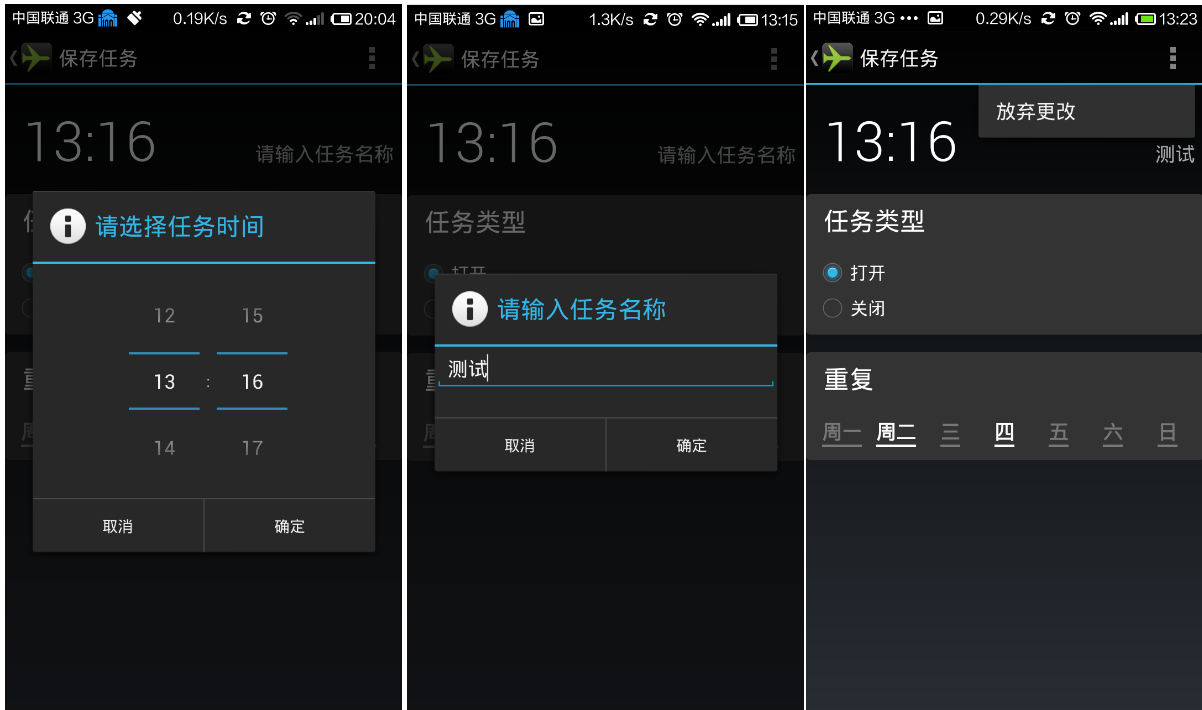 中国联通 3G 0.19K/s 20:04
保存任务
13:16
请输入任务名称
请选择任务时间
12 15
13 : 16
14 17
取消 确定
中国联通 3G 1.3K/s 13:15
保存任务
13:16
请输入任务名称
任务类型
打开
请输入任务名称
测试
取消 确定
中国联通 3G 0.29K/s 13:23
保存任务
放弃更改
13:16
测试
任务类型
打开
关闭
重复
周一 周二 三 四 五 六 日